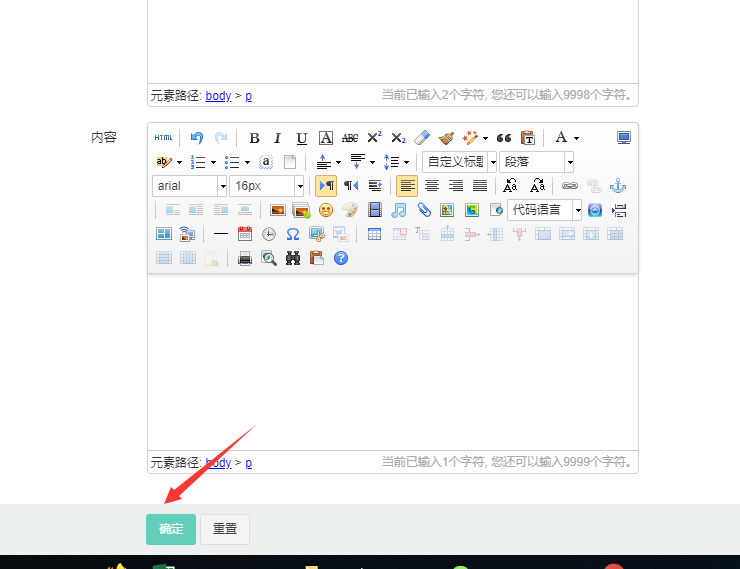 元素路径: body > p 当前已输入2个字符, 您还可以输入9998个字符。
内容
HTML B I U A ABC X² X₂ T A
ab a 自定义标题 段落
arial 16px
代码语言
元素路径: body > p 当前已输入1个字符, 您还可以输入9999个字符。
确定 重置